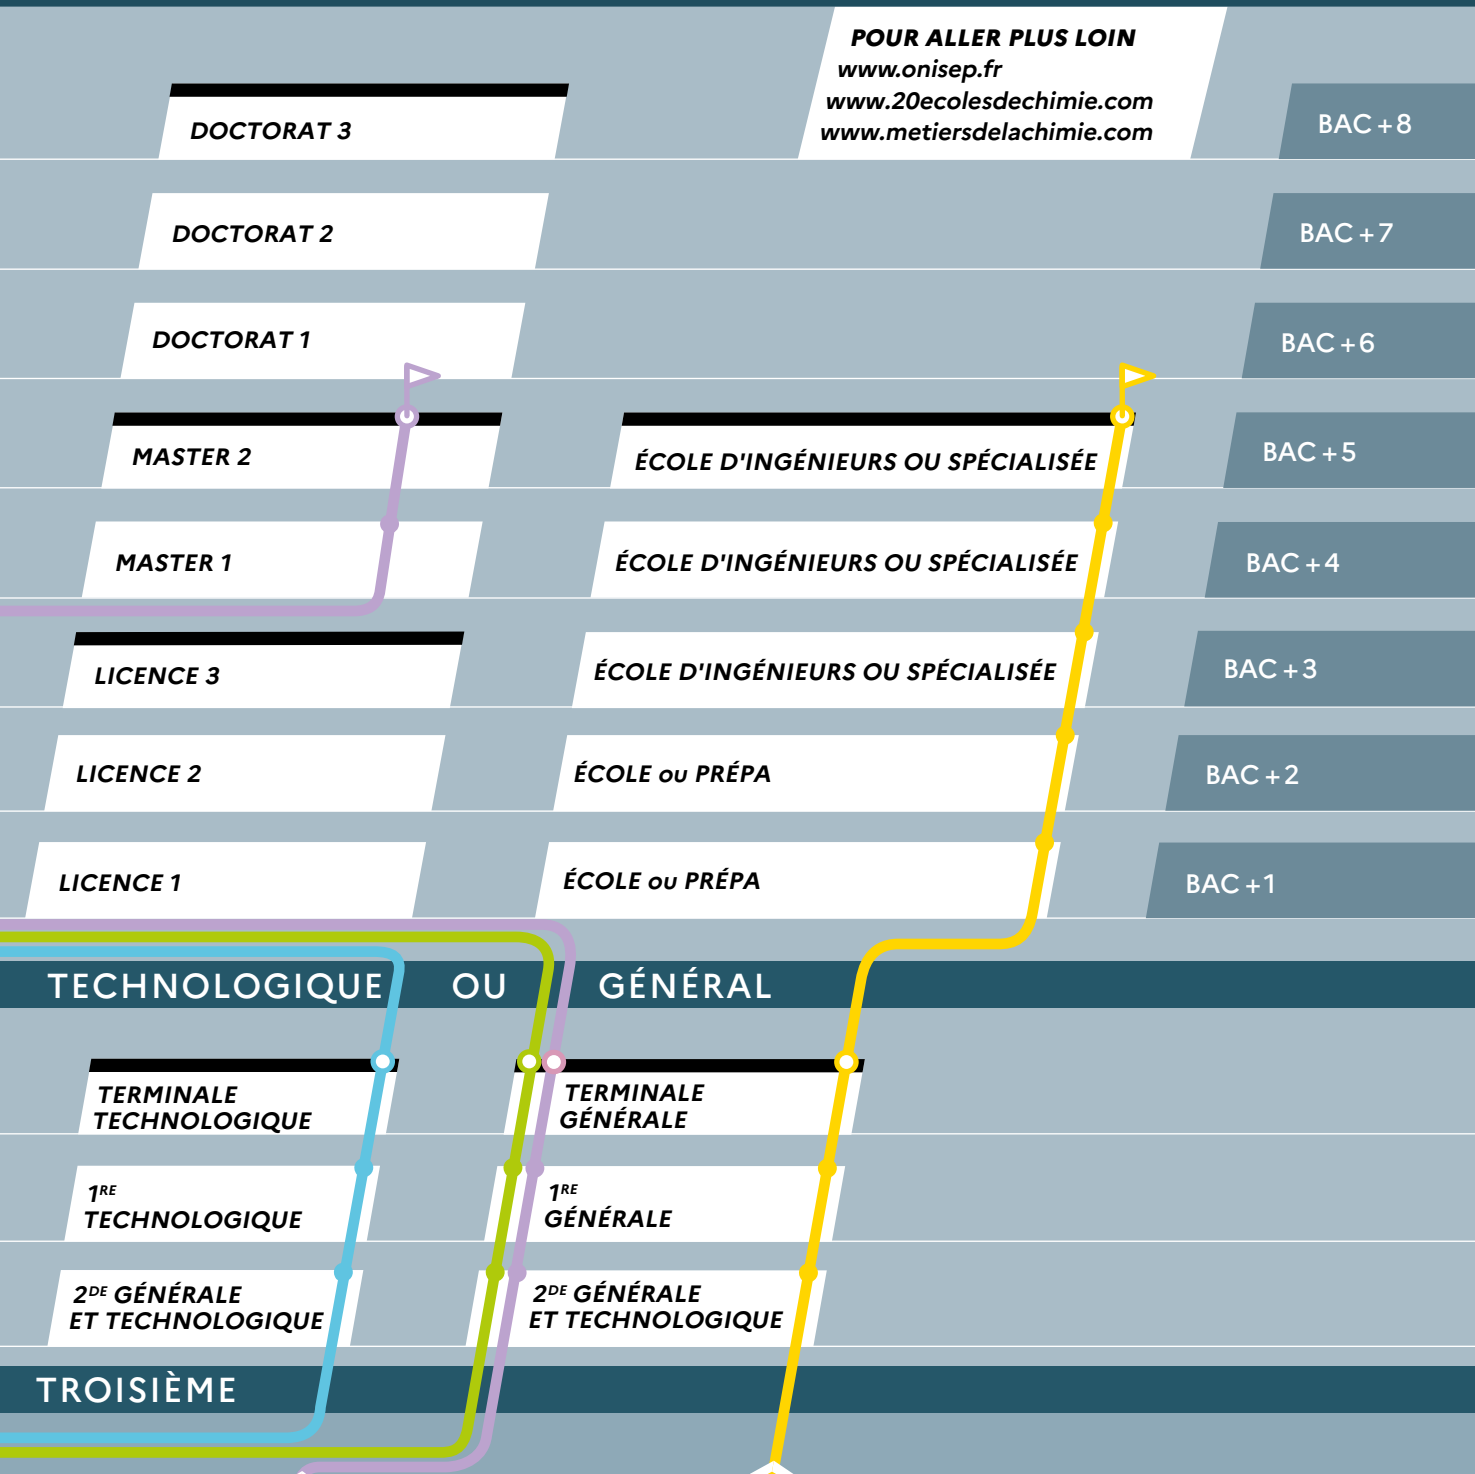 POUR ALLER PLUS LOIN
www.onisep.fr
www.20ecolesdechimie.com
www.metiersdelachimie.com
DOCTORAT 3
BAC +8
DOCTORAT 2
BAC +7
DOCTORAT 1
BAC +6
MASTER 2
ÉCOLE D'INGÉNIEURS OU SPÉCIALISÉE
BAC +5
MASTER 1
ÉCOLE D'INGÉNIEURS OU SPÉCIALISÉE
BAC +4
LICENCE 3
ÉCOLE D'INGÉNIEURS OU SPÉCIALISÉE
BAC +3
LICENCE 2
ÉCOLE ou PRÉPA
BAC +2
LICENCE 1
ÉCOLE ou PRÉPA
BAC +1
TECHNOLOGIQUE OU GÉNÉRAL
TERMINALE
TECHNOLOGIQUE
TERMINALE
GÉNÉRALE
1RE
TECHNOLOGIQUE
1RE
GÉNÉRALE
2DE GÉNÉRALE
ET TECHNOLOGIQUE
2DE GÉNÉRALE
ET TECHNOLOGIQUE
TROISIÈME